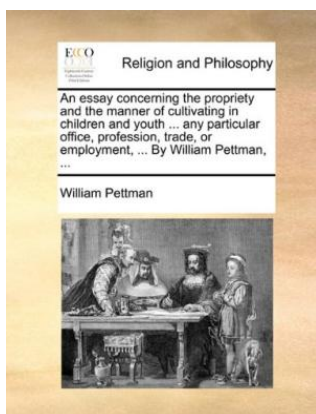 ECCO
Religion and Philosophy
An essay concerning the propriety
and the manner of cultivating in
children and youth ... any particular
office, profession, trade, or
employment, ... By William Pettman,
...
William Pettman